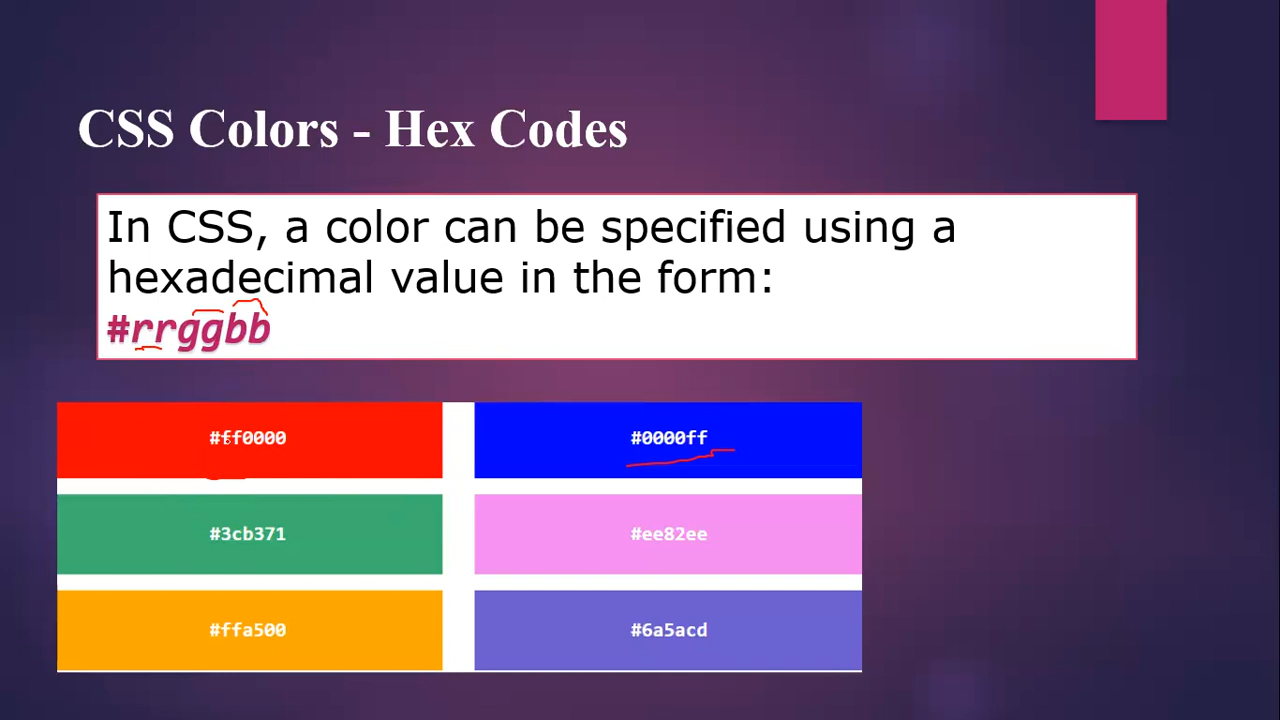 CSS Colors - Hex Codes
In CSS, a color can be specified using a
hexadecimal value in the form:
#rrggbb
#ff0000
#0000ff
#3cb371
#ee82ee
#ffa500
#6a5acd